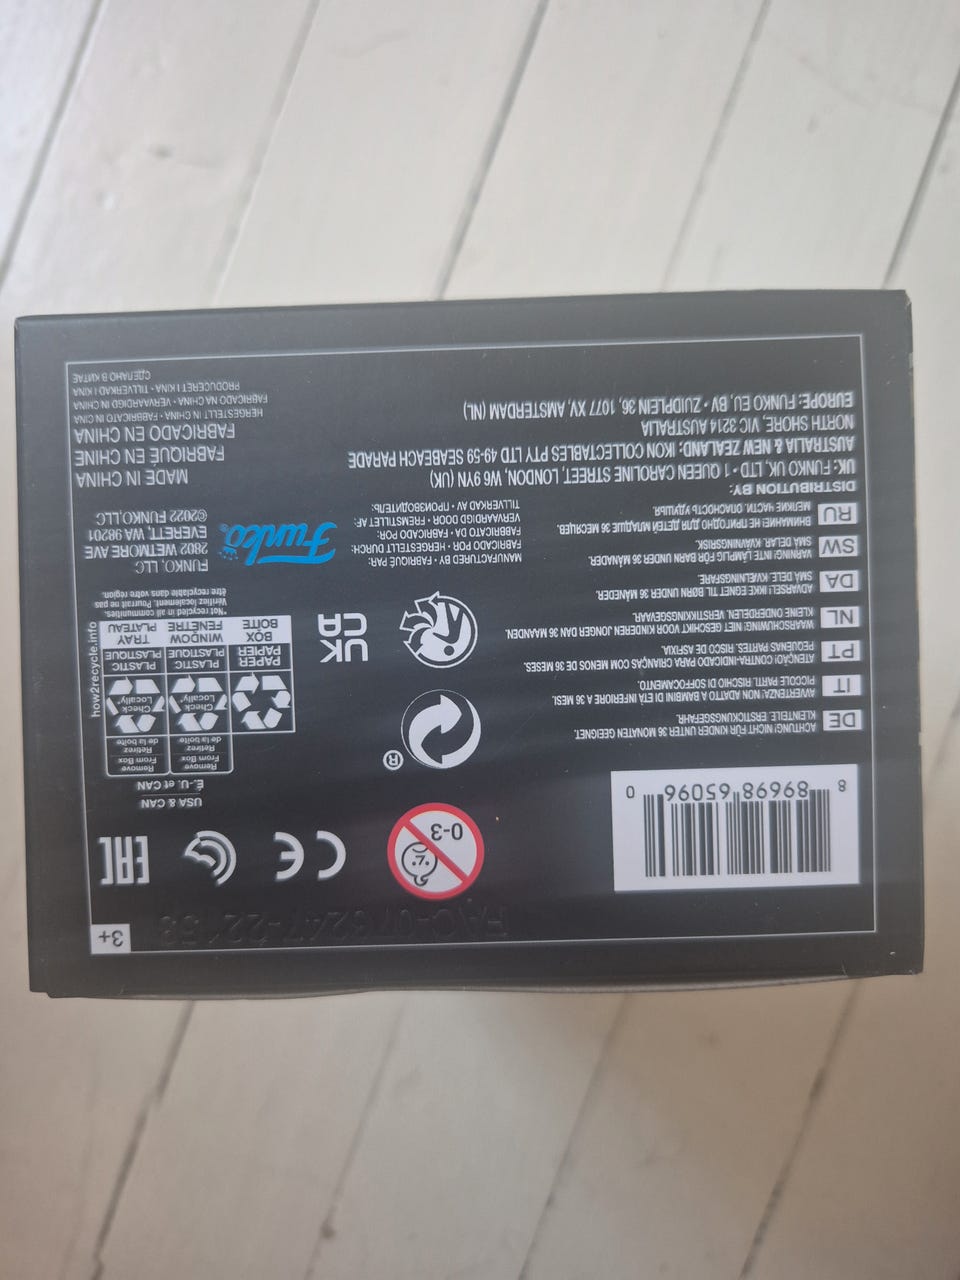 3+
FAC-073247-22153
8 89698 65096 0
0-3
CE
EAC
USA & CAN
É.-U. et CAN
Remove
From Box
Retirez
de la boîte
Remove
From Box
Retirez
de la boîte
Check
Locally*
Check
Locally*
PAPER
PAPIER
PLASTIC
PLASTIQUE
PLASTIC
PLASTIQUE
BOX
BOÎTE
WINDOW
FENÊTRE
TRAY
PLATEAU
how2recycle.info
*Not recycled in all communities.
Vérifiez localement. Pourrait ne pas
être recyclable dans votre région.
®
UK
CA
DE
ACHTUNG! NICHT FÜR KINDER UNTER 36 MONATEN GEEIGNET.
KLEINTEILE. ERSTICKUNGSGEFAHR.
IT
AVVERTENZA: NON ADATTO A BAMBINI DI ETÀ INFERIORE A 36 MESI.
PICCOLE PARTI. RISCHIO DI SOFFOCAMENTO.
PT
ATENÇÃO! CONTRA-INDICADO PARA CRIANÇAS COM MENOS DE 36 MESES.
PEQUENAS PARTES. RISCO DE ASFIXIA.
NL
WAARSCHUWING! NIET GESCHIKT VOOR KINDEREN JONGER DAN 36 MAANDEN.
KLEINE ONDERDELEN. VERSTIKKINGSGEVAAR.
DA
ADVARSEL! IKKE EGNET TIL BØRN UNDER 36 MÅNEDER.
SMÅ DELE. KVÆLNINGSFARE.
SW
VARNING: INTE LÄMPLIG FÖR BARN UNDER 36 MÅNADER.
SMÅ DELAR. KVÄVNINGSRISK.
RU
ВНИМАНИЕ! НЕ ПРИГОДНО ДЛЯ ДЕТЕЙ МЛАДШЕ 36 МЕСЯЦЕВ.
МЕЛКИЕ ЧАСТИ. ОПАСНОСТЬ УДУШЬЯ.
MANUFACTURED BY • FABRIQUÉ PAR:
FABRICADO POR • HERGESTELLT DURCH:
FABBRICATO DA • FABRICADO POR:
VERVAARDIGD DOOR • FREMSTILLET AF
TILLVERKAD AV • ПРОИЗВОДИТЕЛЬ:
Funko®
FUNKO, LLC
2802 WETMORE AVE
EVERETT, WA 98201
©2022 FUNKO,LLC
DISTRIBUTION BY:
UK: FUNKO UK, LTD • 1 QUEEN CAROLINE STREET, LONDON, W6 9YN (UK)
AUSTRALIA & NEW ZEALAND: IKON COLLECTABLES PTY LTD 49-59 SEABEACH PARADE
NORTH SHORE, VIC 3214 AUSTRALIA
EUROPE: FUNKO EU, BV • ZUIDPLEIN 36, 1077 XV, AMSTERDAM (NL)
MADE IN CHINA
FABRIQUÉ EN CHINE
FABRICADO EN CHINA
HERGESTELLT IN CHINA • FABBRICATO IN CINA
FABRICADO NA CHINA • VERVAARDIGD IN CHINA
PRODUCERET I KINA • TILLVERKAD I KINA
СДЕЛАНО В КИТАЕ